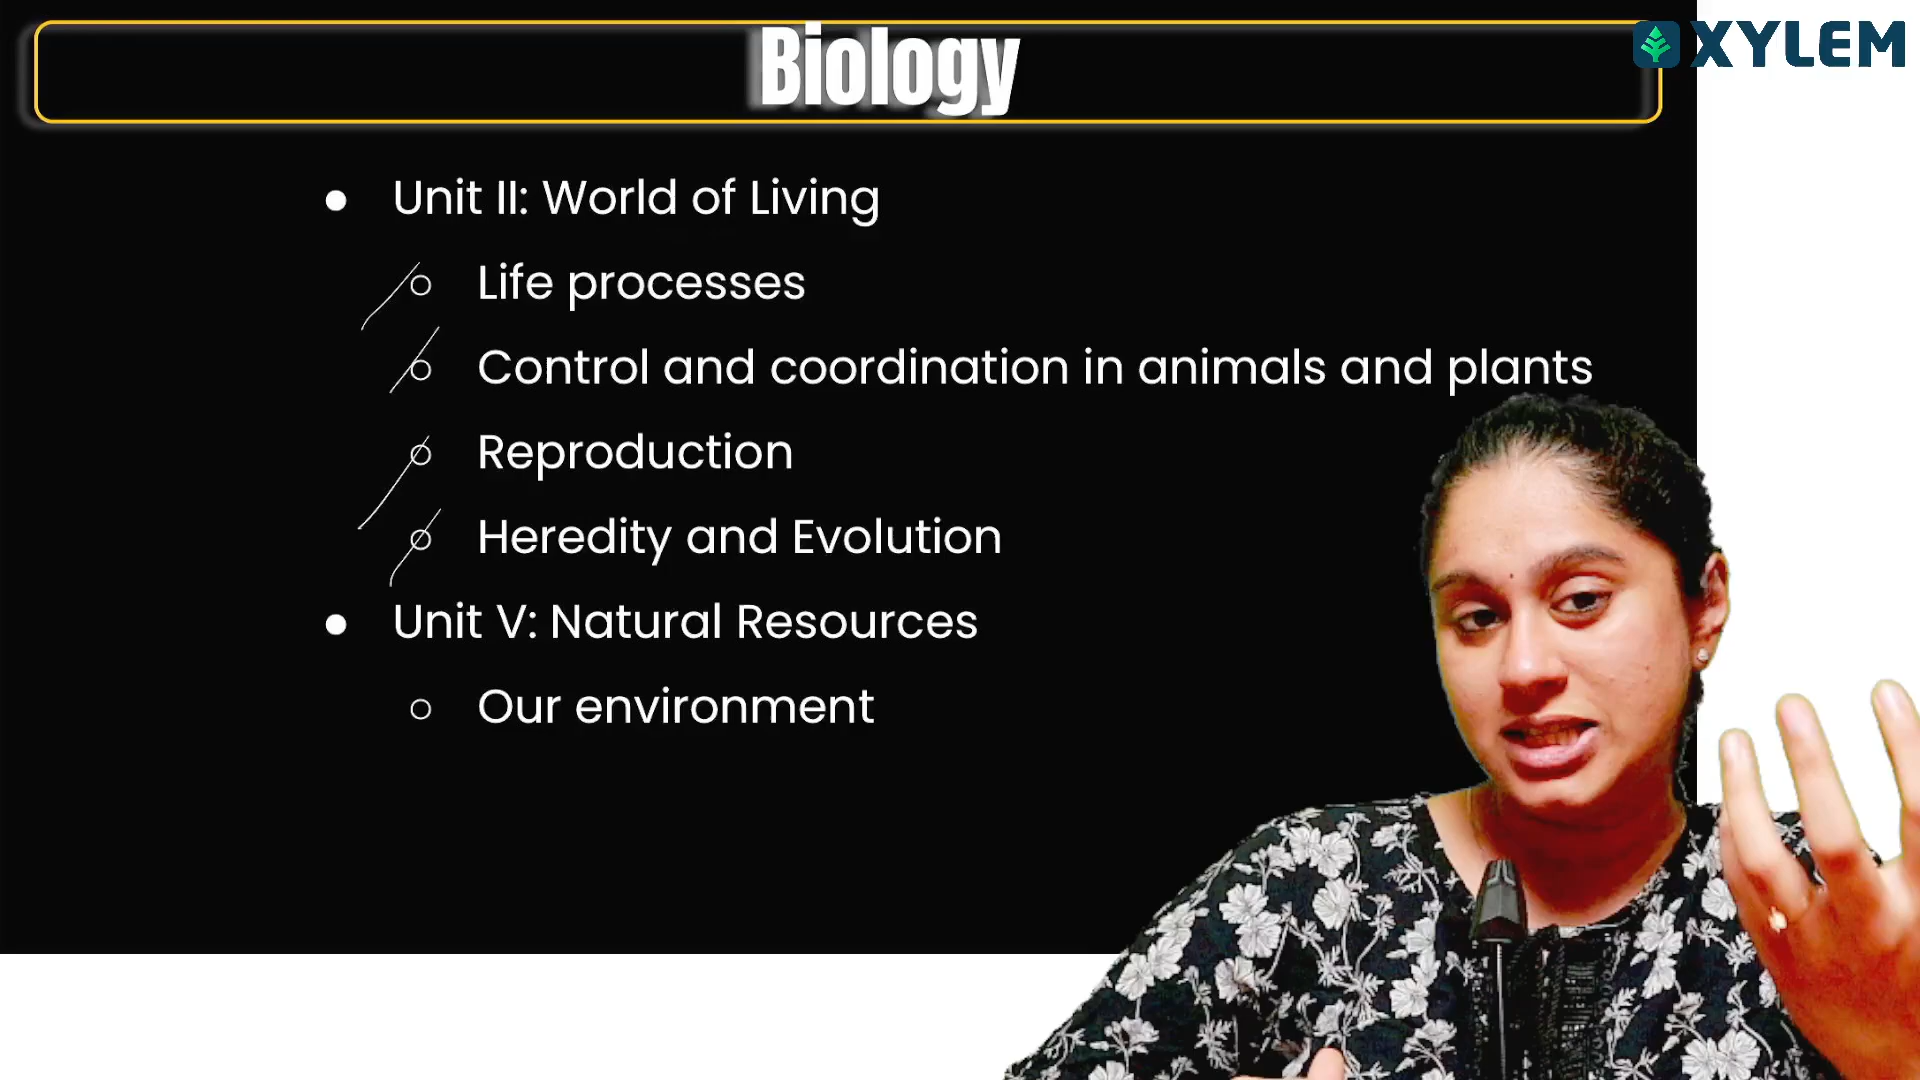 Biology
XYLEM
Unit II: World of Living
Life processes
Control and coordination in animals and plants
Reproduction
Heredity and Evolution
Unit V: Natural Resources
Our environment